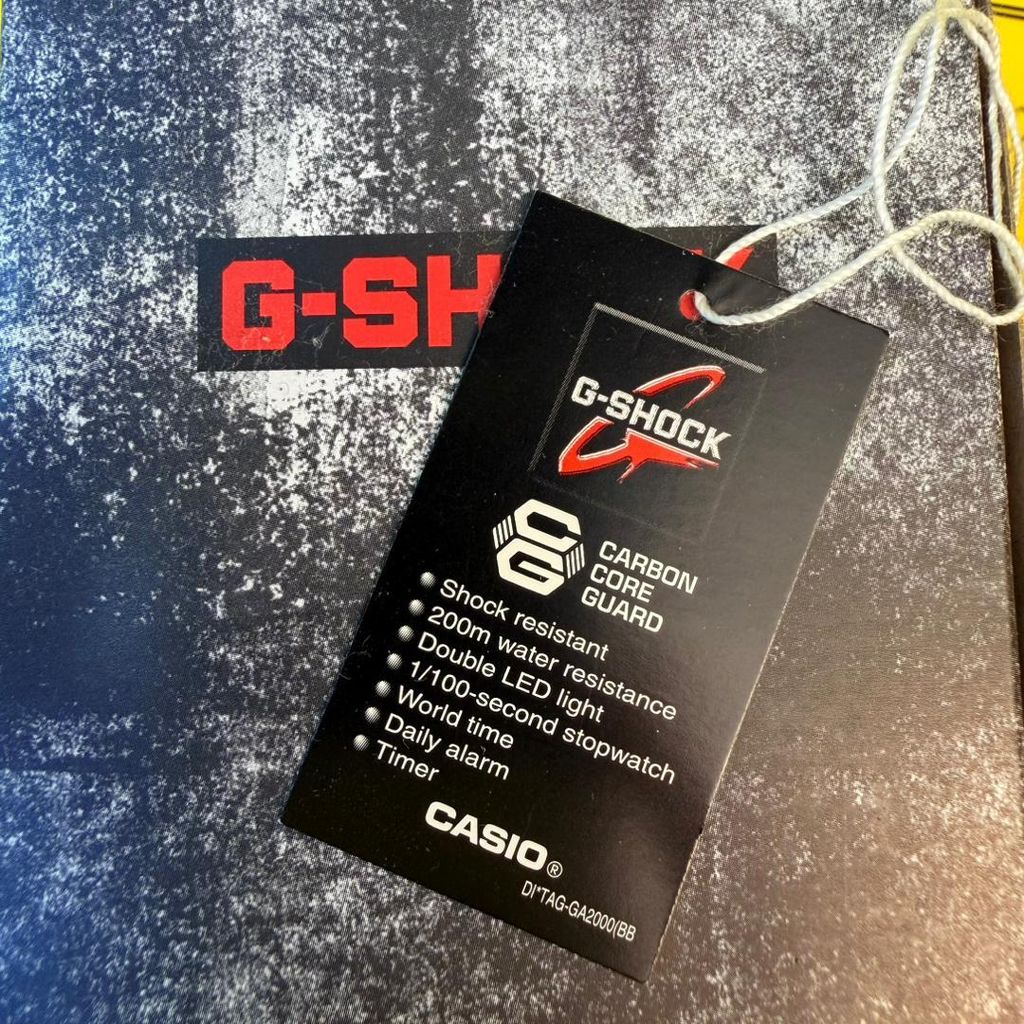 G-SH
G-SHOCK
CG
CARBON
CORE
GUARD
Shock resistant
200m water resistance
Double LED light
1/100-second stopwatch
World time
Daily alarm
Timer
CASIO®
DI*TAG-GA2000(BB